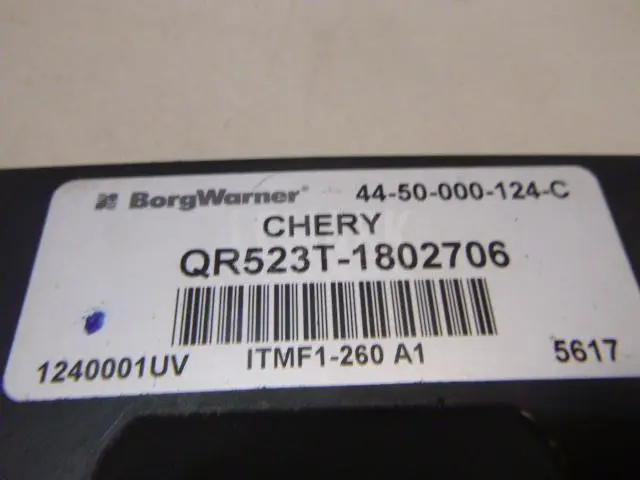 BorgWarner® 44-50-000-124-C
CHERY
QR523T-1802706
1240001UV ITMF1-260 A1 5617